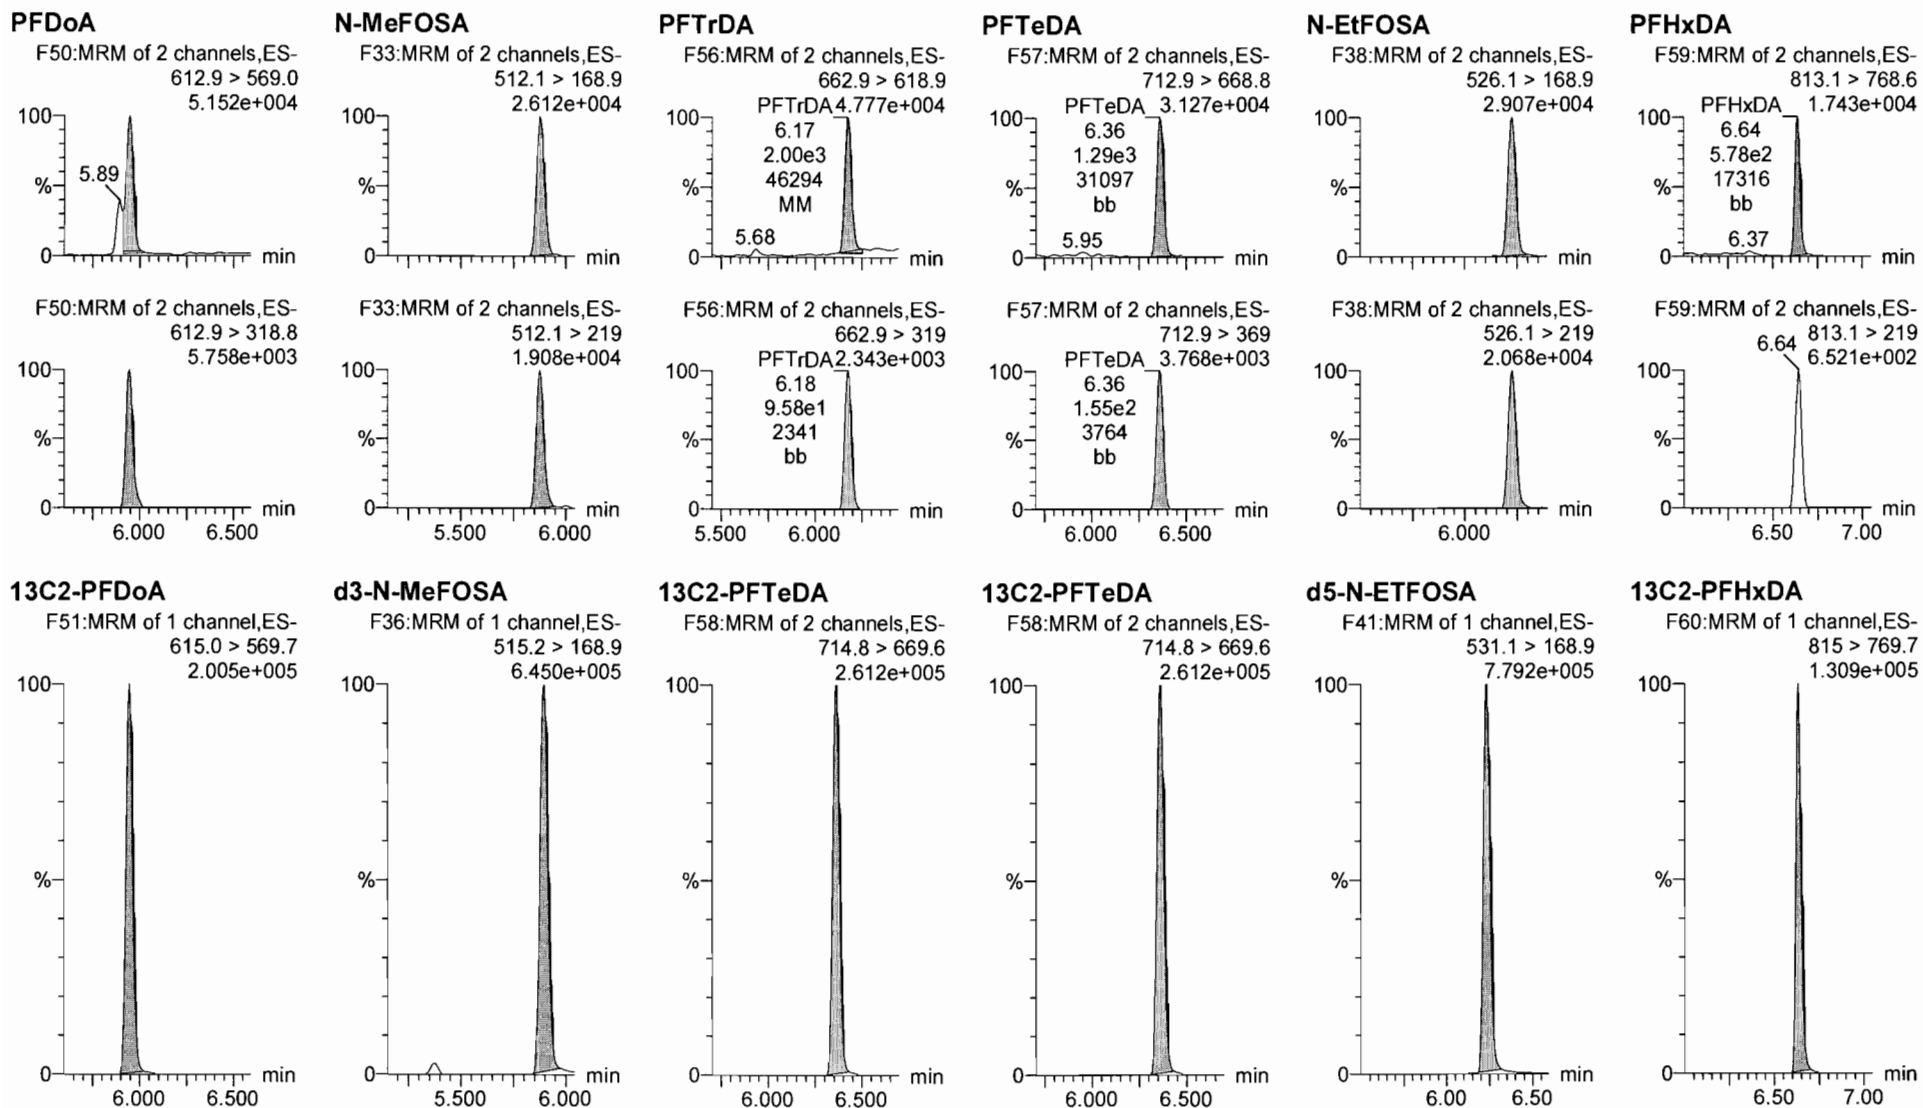 PFDoA
F50:MRM of 2 channels,ES-
612.9 > 569.0
5.152e+004
100
5.89
%
0
min
N-MeFOSA
F33:MRM of 2 channels,ES-
512.1 > 168.9
2.612e+004
100
%
0
min
PFTrDA
F56:MRM of 2 channels,ES-
662.9 > 618.9
PFTrDA 4.777e+004
100
6.17
2.00e3
%
46294
MM
5.68
0
min
PFTeDA
F57:MRM of 2 channels,ES-
712.9 > 668.8
PFTeDA 3.127e+004
100
6.36
1.29e3
%
31097
bb
5.95
0
min
N-EtFOSA
F38:MRM of 2 channels,ES-
526.1 > 168.9
2.907e+004
100
%
0
min
PFHxDA
F59:MRM of 2 channels,ES-
813.1 > 768.6
PFHxDA 1.743e+004
100
6.64
5.78e2
%
17316
bb
6.37
0
min
F50:MRM of 2 channels,ES-
612.9 > 318.8
5.758e+003
100
%
0
min
6.000 6.500
F33:MRM of 2 channels,ES-
512.1 > 219
1.908e+004
100
%
0
min
5.500 6.000
F56:MRM of 2 channels,ES-
662.9 > 319
PFTrDA 2.343e+003
100
6.18
9.58e1
%
2341
bb
0
min
5.500 6.000
F57:MRM of 2 channels,ES-
712.9 > 369
PFTeDA 3.768e+003
100
6.36
1.55e2
%
3764
bb
0
min
6.000 6.500
F38:MRM of 2 channels,ES-
526.1 > 219
2.068e+004
100
%
0
min
6.000
F59:MRM of 2 channels,ES-
813.1 > 219
6.64 6.521e+002
100
%
0
min
6.50 7.00
13C2-PFDoA
F51:MRM of 1 channel,ES-
615.0 > 569.7
2.005e+005
100
%
0
min
6.000 6.500
d3-N-MeFOSA
F36:MRM of 1 channel,ES-
515.2 > 168.9
6.450e+005
100
%
0
min
5.500 6.000
13C2-PFTeDA
F58:MRM of 2 channels,ES-
714.8 > 669.6
2.612e+005
100
%
0
min
6.000 6.500
13C2-PFTeDA
F58:MRM of 2 channels,ES-
714.8 > 669.6
2.612e+005
100
%
0
min
6.000 6.500
d5-N-ETFOSA
F41:MRM of 1 channel,ES-
531.1 > 168.9
7.792e+005
100
%
0
min
6.00 6.50
13C2-PFHxDA
F60:MRM of 1 channel,ES-
815 > 769.7
1.309e+005
100
%
0
min
6.50 7.00